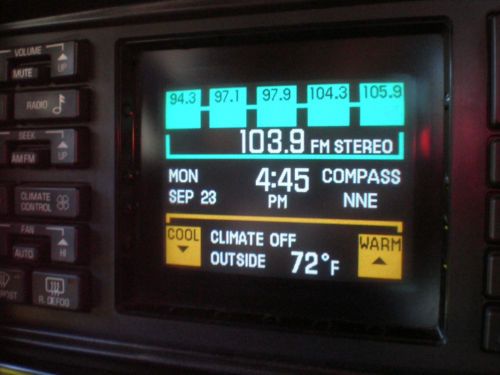 VOLUME
MUTE
UP
RADIO
SEEK
AM FM
UP
CLIMATE
CONTROL
FAN
AUTO
HI
R. DEFOG
94.3 97.1 97.9 104.3 105.9
103.9 FM STEREO
MON 4:45 COMPASS
SEP 23 PM NNE
COOL CLIMATE OFF WARM
OUTSIDE 72°F